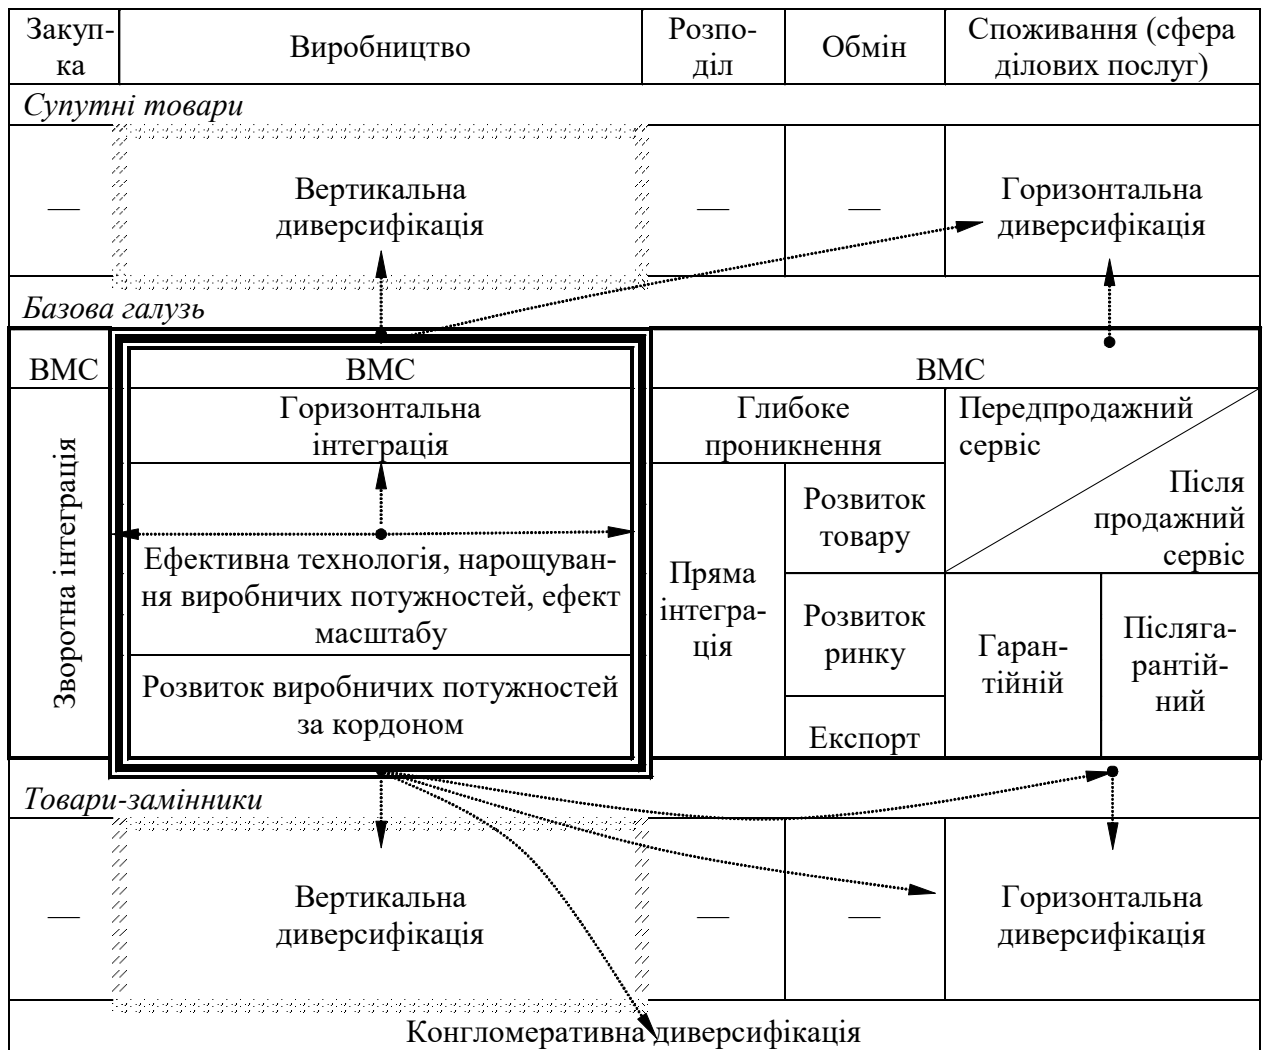 Закуп-
ка
Виробництво
Розпо-
діл
Обмін
Споживання (сфера
ділових послуг)
Супутні товари
—
Вертикальна
диверсифікація
—
—
Горизонтальна
диверсифікація
Базова галузь
ВМС
ВМС
ВМС
Зворотна інтеграція
Горизонтальна
інтеграція
Ефективна технологія, нарощуван-
ня виробничих потужностей, ефект
масштабу
Розвиток виробничих потужностей
за кордоном
Глибоке
проникнення
Пряма
інтегра-
ція
Розвиток
товару
Розвиток
ринку
Експорт
Передпродажний
сервіс
Після
продажний
сервіс
Гаран-
тійній
Післяга-
рантій-
ний
Товари-замінники
—
Вертикальна
диверсифікація
—
—
Горизонтальна
диверсифікація
Конгломеративна диверсифікація